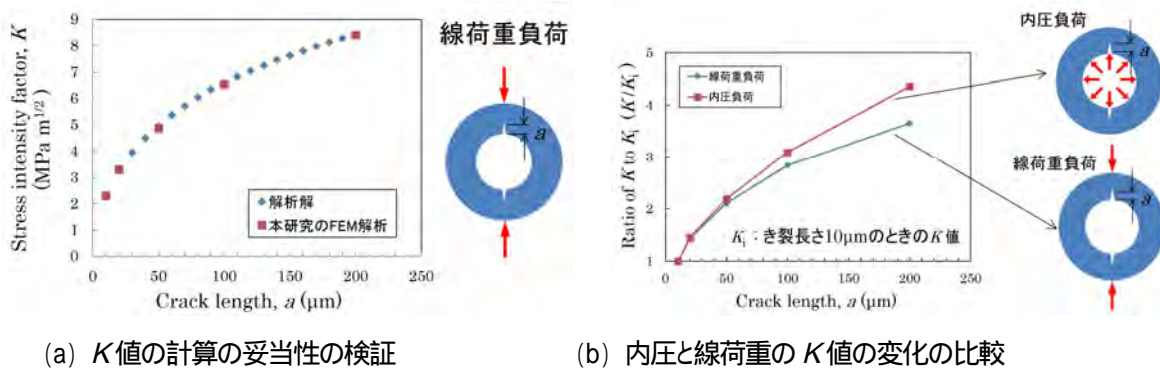 Stress intensity factor, K
(MPa m1/2)
9
8
7
6
5
4
3
2
1
0
0
50
100
150
200
250
Crack length, a (μm)
解析解
本研究のFEM解析
線荷重負荷
a
(a) K値の計算の妥当性の検証
Ratio of K to Ki (K/Ki)
5
4
3
2
1
0
50
100
150
200
250
Crack length, a (μm)
線荷重負荷
内圧負荷
Ki：き裂長さ10μmのときのK値
内圧負荷
a
線荷重負荷
a
(b) 内圧と線荷重のK値の変化の比較